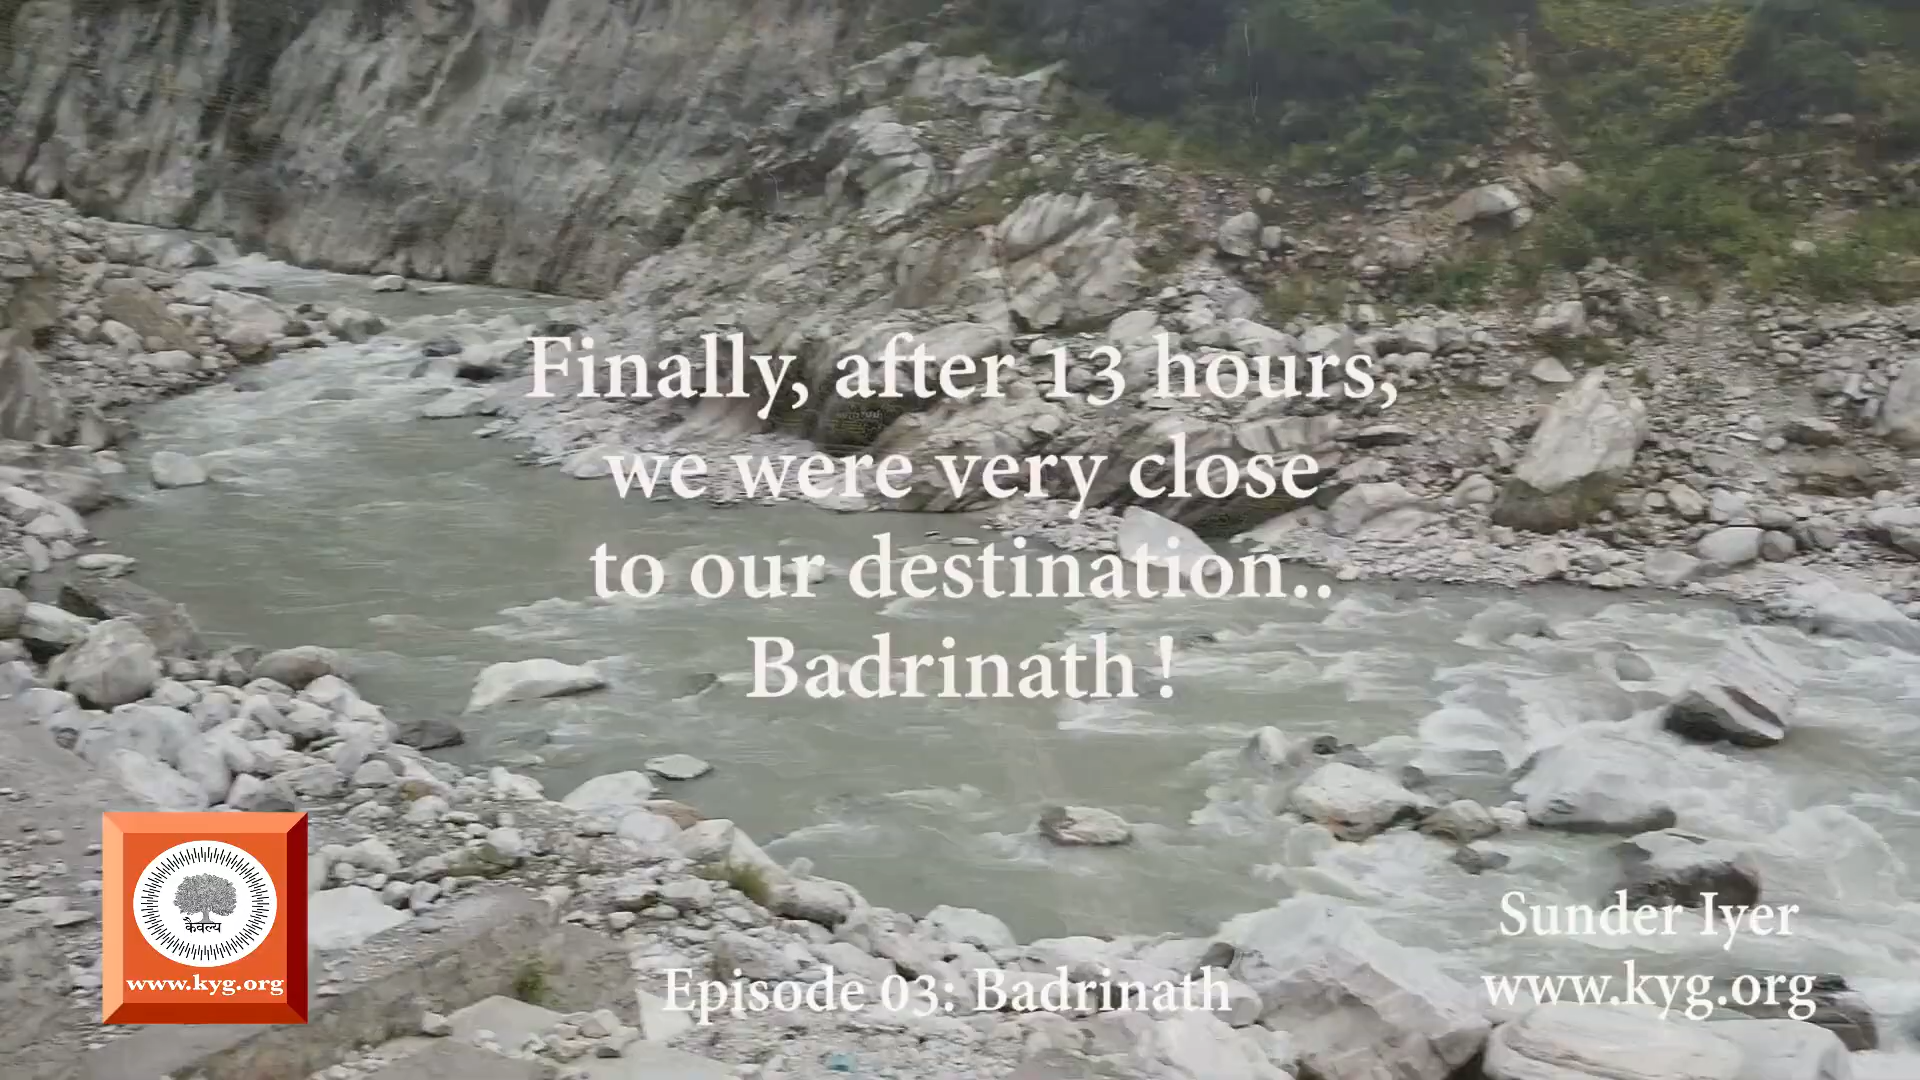 Finally, after 13 hours,
we were very close
to our destination..
Badrinath!
कैवल्य
www.kyg.org
Episode 03: Badrinath
Sunder Iyer
www.kyg.org